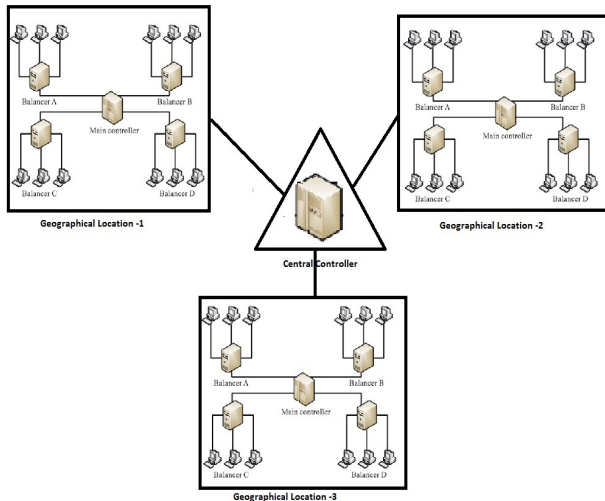 Balancer A
Balancer B
Main controller
Balancer C
Balancer D
Geographical Location -1
Balancer A
Balancer B
Main controller
Balancer C
Balancer D
Geographical Location -2
Central Controller
Balancer A
Balancer B
Main controller
Balancer C
Balancer D
Geographical Location -3